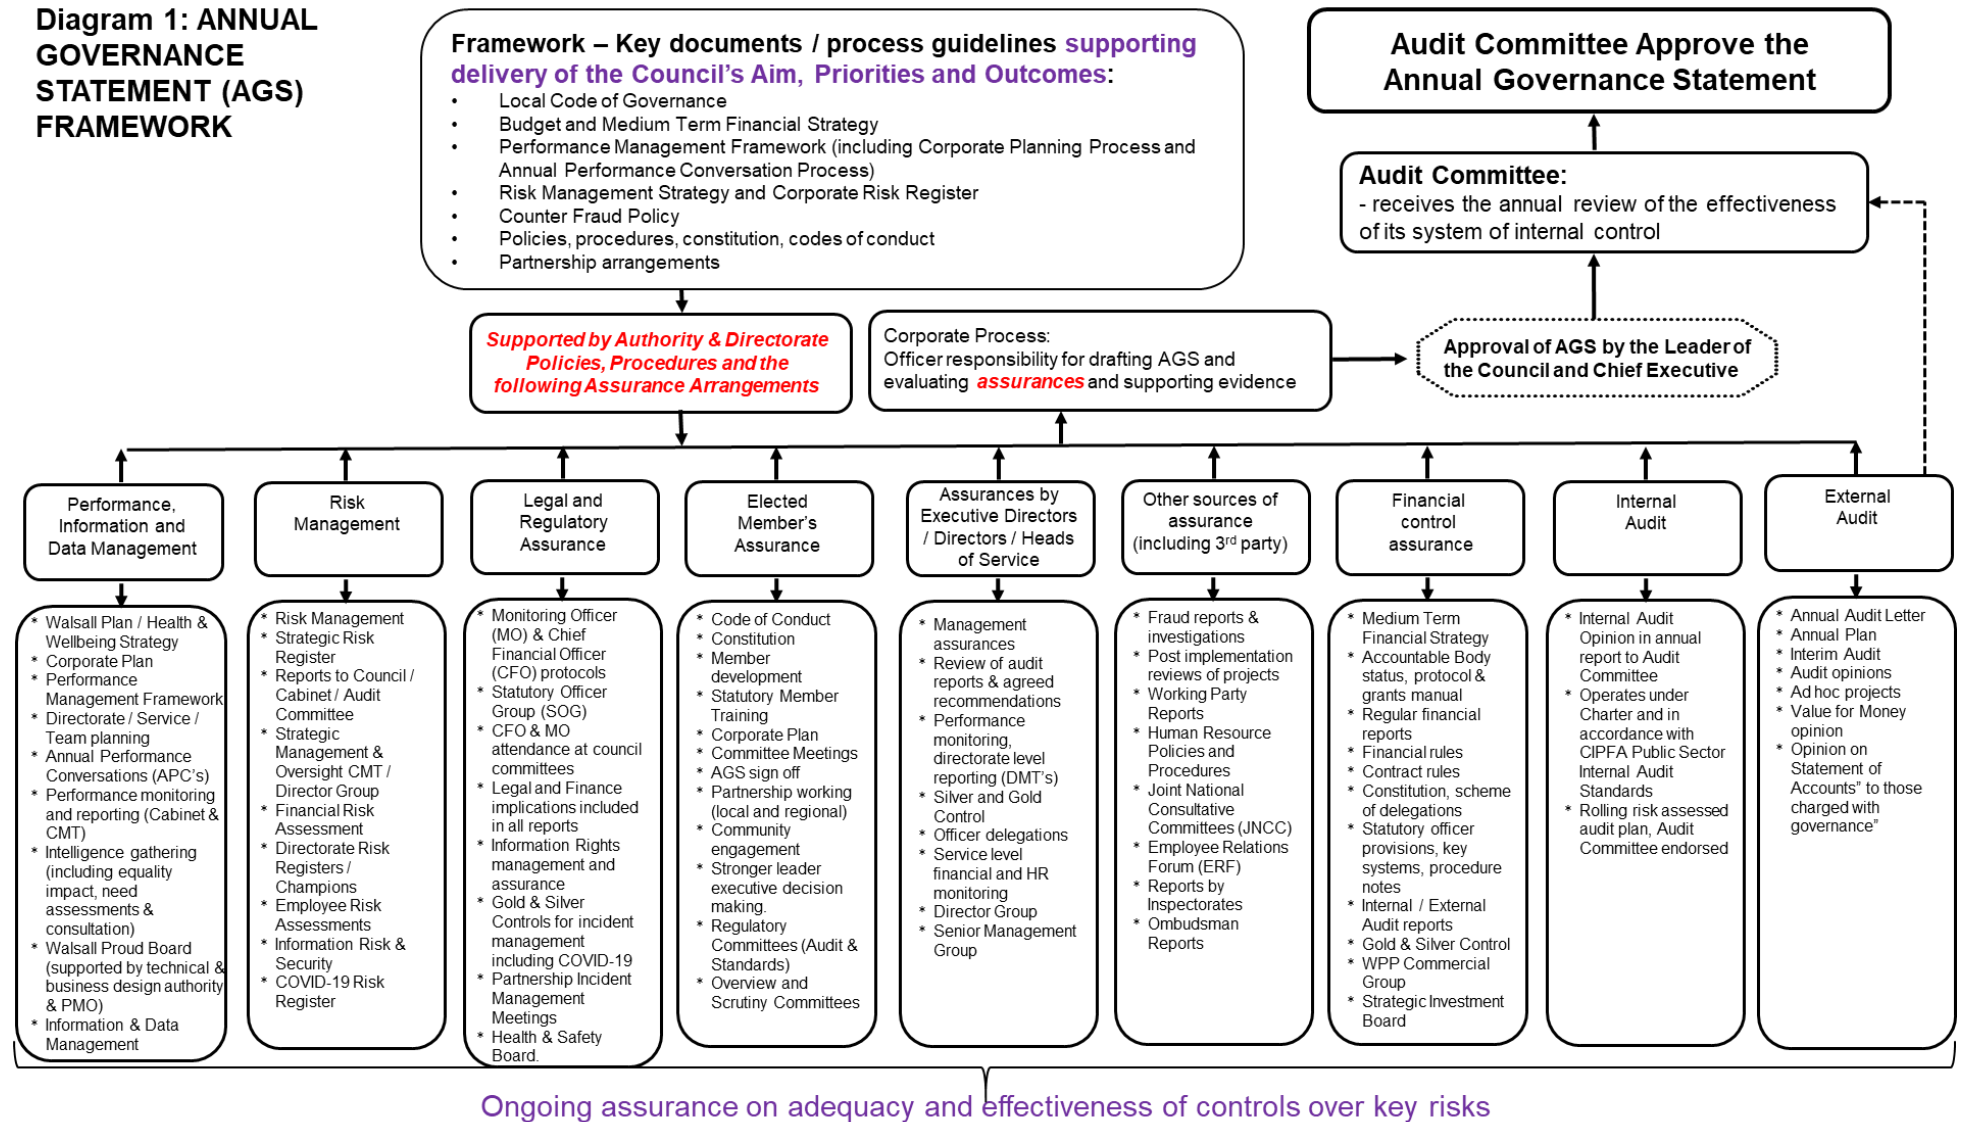 Diagram 1: ANNUAL
GOVERNANCE
STATEMENT (AGS)
FRAMEWORK
Framework – Key documents / process guidelines supporting
delivery of the Council's Aim, Priorities and Outcomes:
• Local Code of Governance
• Budget and Medium Term Financial Strategy
• Performance Management Framework (including Corporate Planning Process and
Annual Performance Conversation Process)
• Risk Management Strategy and Corporate Risk Register
• Counter Fraud Policy
• Policies, procedures, constitution, codes of conduct
• Partnership arrangements
Audit Committee Approve the
Annual Governance Statement
Audit Committee:
- receives the annual review of the effectiveness
of its system of internal control
Supported by Authority & Directorate
Policies, Procedures and the
following Assurance Arrangements
Corporate Process:
Officer responsibility for drafting AGS and
evaluating assurances and supporting evidence
Approval of AGS by the Leader of
the Council and Chief Executive
Performance,
Information and
Data Management
Risk
Management
Legal and
Regulatory
Assurance
Elected
Member's
Assurance
Assurances by
Executive Directors
/ Directors / Heads
of Service
Other sources of
assurance
(including 3rd party)
Financial
control
assurance
Internal
Audit
External
Audit
* Walsall Plan / Health &
Wellbeing Strategy
* Corporate Plan
* Performance
Management Framework
* Directorate / Service /
Team planning
* Annual Performance
Conversations (APC's)
* Performance monitoring
and reporting (Cabinet &
CMT)
* Intelligence gathering
(including equality
impact, need
assessments &
consultation)
* Walsall Proud Board
(supported by technical &
business design authority
& PMO)
* Information & Data
Management
* Risk Management
* Strategic Risk
Register
* Reports to Council /
Cabinet / Audit
Committee
* Strategic
Management &
Oversight CMT /
Director Group
* Financial Risk
Assessment
* Directorate Risk
Registers /
Champions
* Employee Risk
Assessments
* Information Risk &
Security
* COVID-19 Risk
Register
* Monitoring Officer
(MO) & Chief
Financial Officer
(CFO) protocols
* Statutory Officer
Group (SOG)
* CFO & MO
attendance at council
committees
* Legal and Finance
implications included
in all reports
* Information Rights
management and
assurance
* Gold & Silver
Controls for incident
management
including COVID-19
* Partnership Incident
Management
Meetings
* Health & Safety
Board.
* Code of Conduct
* Constitution
* Member
development
* Statutory Member
Training
* Corporate Plan
* Committee Meetings
* AGS sign off
* Partnership working
(local and regional)
* Community
engagement
* Stronger leader
executive decision
making.
* Regulatory
Committees (Audit &
Standards)
* Overview and
Scrutiny Committees
* Management
assurances
* Review of audit
reports & agreed
recommendations
* Performance
monitoring,
directorate level
reporting (DMT's)
* Silver and Gold
Control
* Officer delegations
* Service level
financial and HR
monitoring
* Director Group
* Senior Management
Group
* Fraud reports &
investigations
* Post implementation
reviews of projects
* Working Party
Reports
* Human Resource
Policies and
Procedures
* Joint National
Consultative
Committees (JNCC)
* Employee Relations
Forum (ERF)
* Reports by
Inspectorates
* Ombudsman
Reports
* Medium Term
Financial Strategy
* Accountable Body
status, protocol &
grants manual
* Regular financial
reports
* Financial rules
* Contract rules
* Constitution, scheme
of delegations
* Statutory officer
provisions, key
systems, procedure
notes
* Internal / External
Audit reports
* Gold & Silver Control
* WPP Commercial
Group
* Strategic Investment
Board
* Internal Audit
Opinion in annual
report to Audit
Committee
* Operates under
Charter and in
accordance with
CIPFA Public Sector
Internal Audit
Standards
* Rolling risk assessed
audit plan, Audit
Committee endorsed
* Annual Audit Letter
* Annual Plan
* Interim Audit
* Audit opinions
* Ad hoc projects
* Value for Money
opinion
* Opinion on
Statement of
Accounts" to those
charged with
governance"
Ongoing assurance on adequacy and effectiveness of controls over key risks